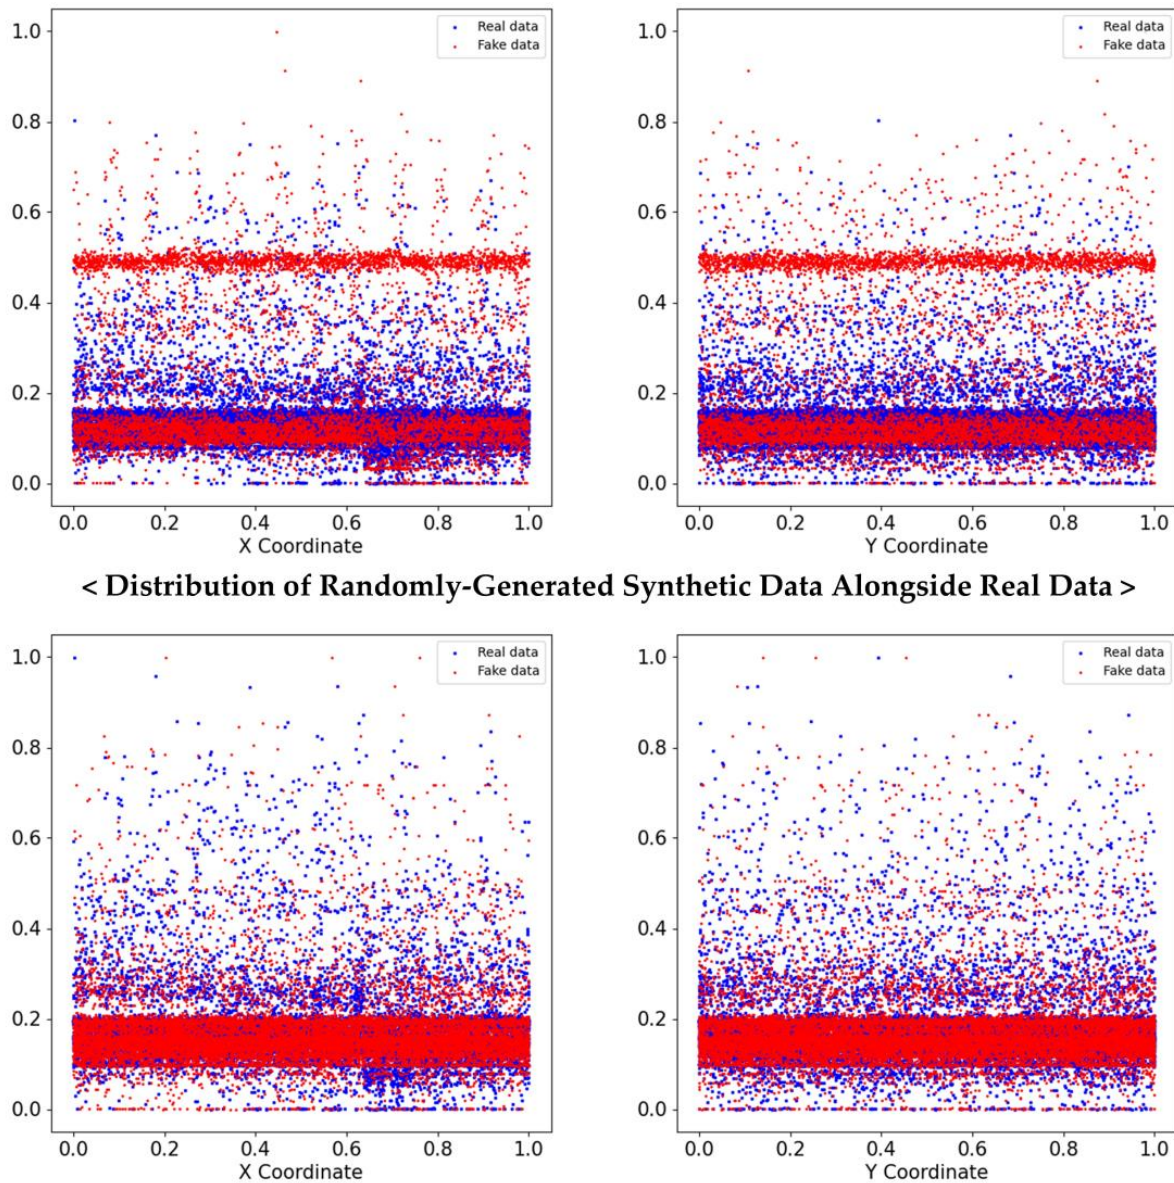 1.0
0.8
0.6
0.4
0.2
0.0
0.0 0.2 0.4 0.6 0.8 1.0
X Coordinate
Real data
Fake data
1.0
0.8
0.6
0.4
0.2
0.0
0.0 0.2 0.4 0.6 0.8 1.0
Y Coordinate
Real data
Fake data
< Distribution of Randomly-Generated Synthetic Data Alongside Real Data >
1.0
0.8
0.6
0.4
0.2
0.0
0.0 0.2 0.4 0.6 0.8 1.0
X Coordinate
Real data
Fake data
1.0
0.8
0.6
0.4
0.2
0.0
0.0 0.2 0.4 0.6 0.8 1.0
Y Coordinate
Real data
Fake data